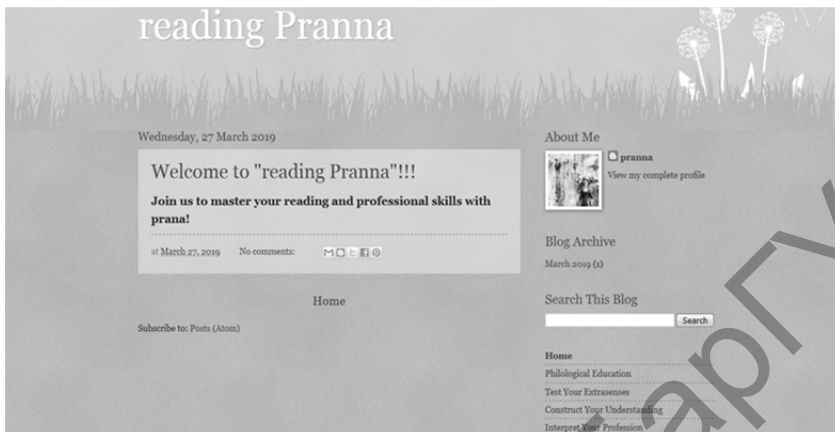 reading Pranna
Wednesday, 27 March 2019
Welcome to "reading Pranna"!!!
Join us to master your reading and professional skills with
prana!
at March 27, 2019 No comments:
Home
Subscribe to: Posts (Atom)
About Me
pranna
View my complete profile
Blog Archive
March 2019 (1)
Search This Blog
Search
Home
Philological Education
Test Your Extrasenses
Construct Your Understanding
Interpret Your Profession